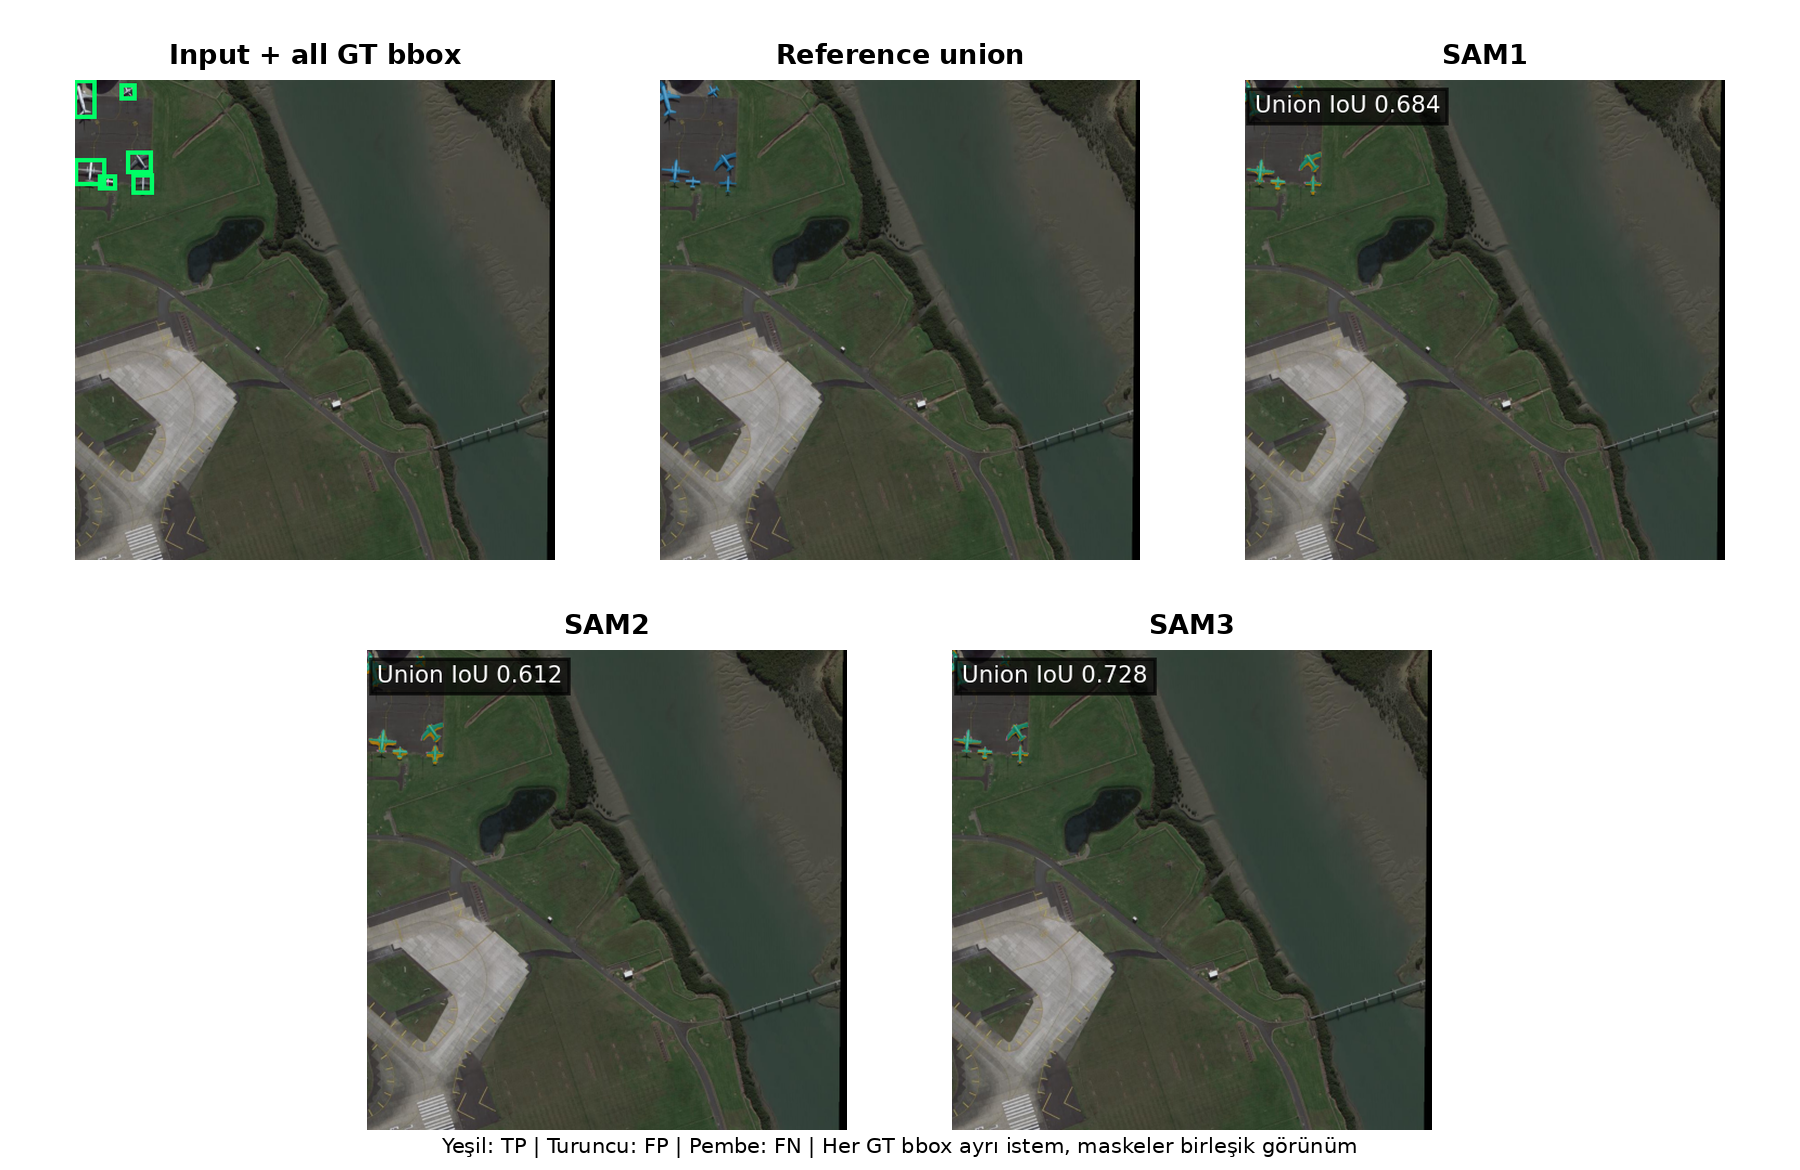 Input + all GT bbox
Reference union
SAM1
Union IoU 0.684
SAM2
SAM3
Union IoU 0.612
Union IoU 0.728
Yeşil: TP | Turuncu: FP | Pembe: FN | Her GT bbox ayrı istem, maskeler birleşik görünüm